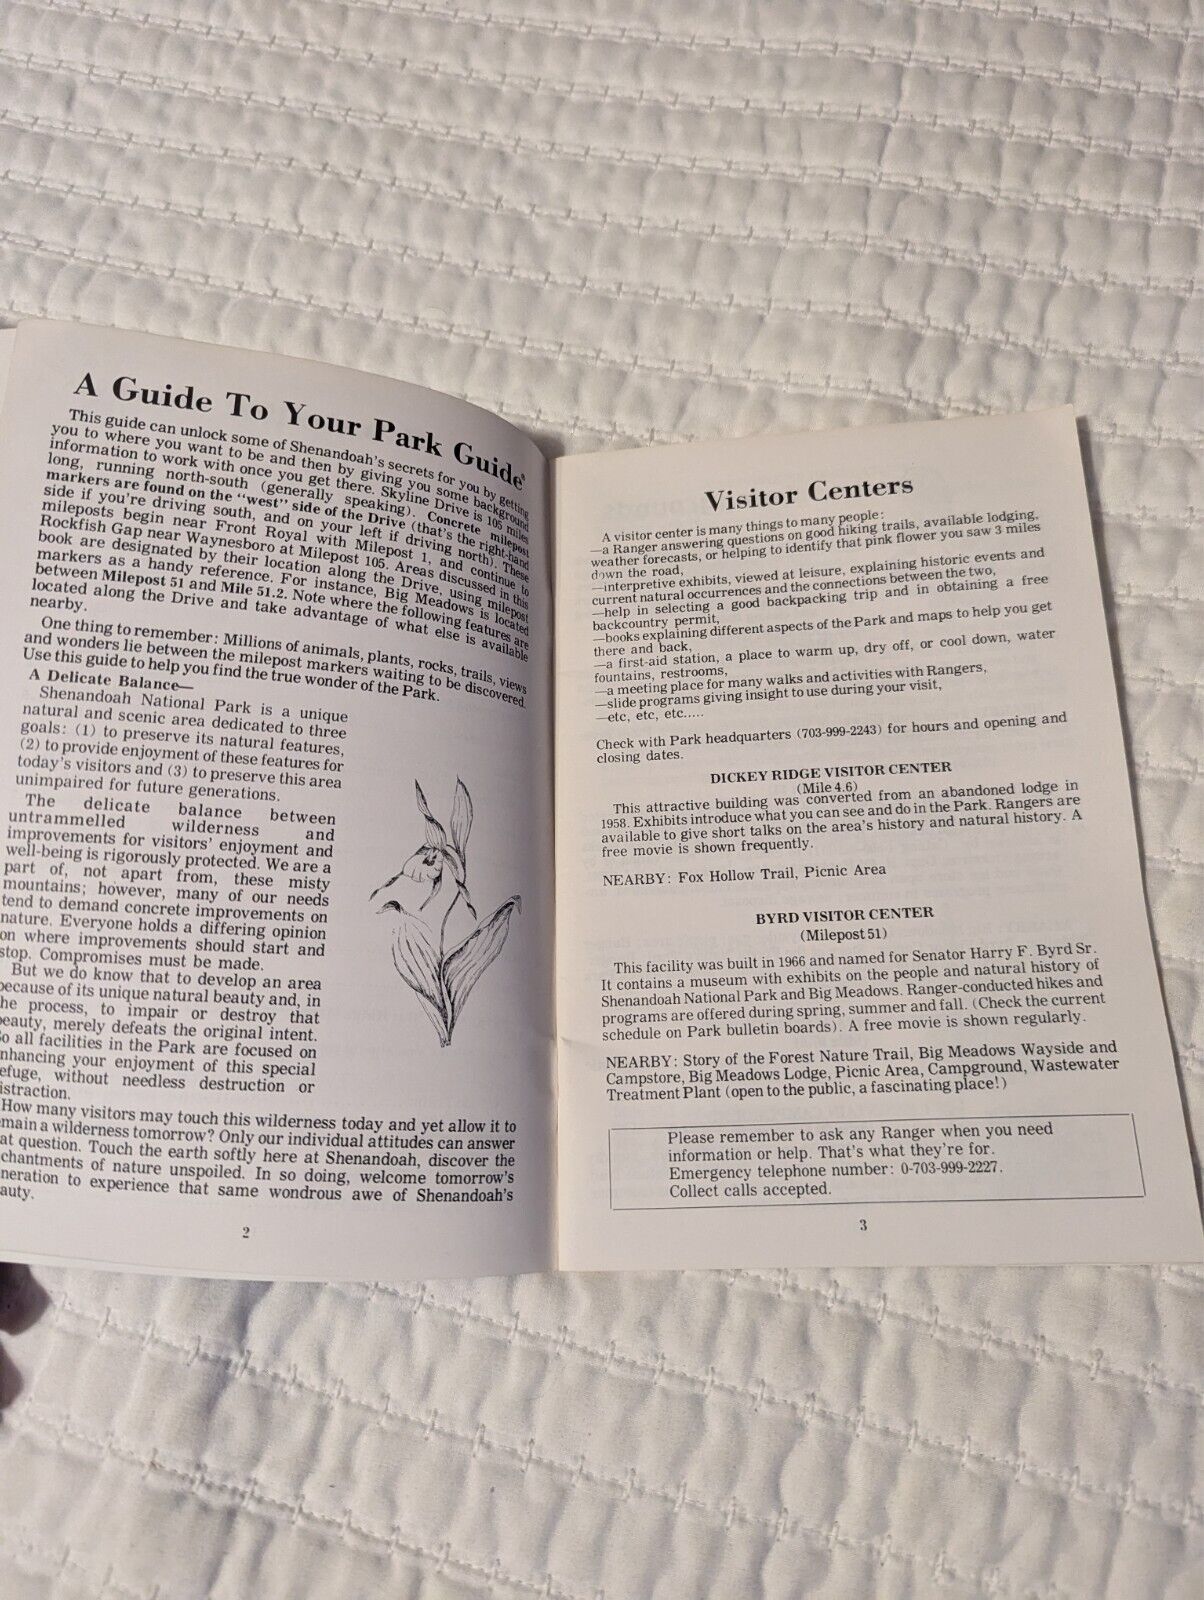 A Guide To Your Park Guide
This guide can unlock some of Shenandoah's secrets for you by getting
you to where you want to be and then by giving you some background
information to work with once you get there. Skyline Drive is 105 miles
long, running north-south (generally speaking). Concrete milepost
markers are found on the "west" side of the Drive (that's the right-hand
side if you're driving south, and on your left if driving north). These
mileposts begin near Front Royal with Milepost 1, and continue to
Rockfish Gap near Waynesboro at Milepost 105. Areas discussed in this
book are designated by their location along the Drive, using milepost
markers as a handy reference. For instance, Big Meadows is located
between Milepost 51 and Mile 51.2. Note where the following features are
located along the Drive and take advantage of what else is available
nearby.
One thing to remember: Millions of animals, plants, rocks, trails, views
and wonders lie between the milepost markers waiting to be discovered.
Use this guide to help you find the true wonder of the Park.
A Delicate Balance—
Shenandoah National Park is a unique
natural and scenic area dedicated to three
goals: (1) to preserve its natural features,
(2) to provide enjoyment of these features for
today's visitors and (3) to preserve this area
unimpaired for future generations.
The delicate balance between
untrammelled wilderness and
improvements for visitors' enjoyment and
well-being is rigorously protected. We are a
part of, not apart from, these misty
mountains; however, many of our needs
tend to demand concrete improvements on
nature. Everyone holds a differing opinion
on where improvements should start and
stop. Compromises must be made.
But we do know that to develop an area
because of its unique natural beauty and, in
he process, to impair or destroy that
beauty, merely defeats the original intent.
So all facilities in the Park are focused on
nhancing your enjoyment of this special
efuge, without needless destruction or
istraction.
How many visitors may touch this wilderness today and yet allow it to
main a wilderness tomorrow? Only our individual attitudes can answer
at question. Touch the earth softly here at Shenandoah, discover the
chantments of nature unspoiled. In so doing, welcome tomorrow's
neration to experience that same wondrous awe of Shenandoah's
auty.
2
Visitor Centers
A visitor center is many things to many people:
—a Ranger answering questions on good hiking trails, available lodging,
weather forecasts, or helping to identify that pink flower you saw 3 miles
down the road,
—interpretive exhibits, viewed at leisure, explaining historic events and
current natural occurrences and the connections between the two,
—help in selecting a good backpacking trip and in obtaining a free
backcountry permit,
—books explaining different aspects of the Park and maps to help you get
there and back,
—a first-aid station, a place to warm up, dry off, or cool down, water
fountains, restrooms,
—a meeting place for many walks and activities with Rangers,
—slide programs giving insight to use during your visit,
—etc, etc, etc.....
Check with Park headquarters (703-999-2243) for hours and opening and
closing dates.
DICKEY RIDGE VISITOR CENTER
(Mile 4.6)
This attractive building was converted from an abandoned lodge in
1958. Exhibits introduce what you can see and do in the Park. Rangers are
available to give short talks on the area's history and natural history. A
free movie is shown frequently.
NEARBY: Fox Hollow Trail, Picnic Area
BYRD VISITOR CENTER
(Milepost 51)
This facility was built in 1966 and named for Senator Harry F. Byrd Sr.
It contains a museum with exhibits on the people and natural history of
Shenandoah National Park and Big Meadows. Ranger-conducted hikes and
programs are offered during spring, summer and fall. (Check the current
schedule on Park bulletin boards). A free movie is shown regularly.
NEARBY: Story of the Forest Nature Trail, Big Meadows Wayside and
Campstore, Big Meadows Lodge, Picnic Area, Campground, Wastewater
Treatment Plant (open to the public, a fascinating place!)
Please remember to ask any Ranger when you need
information or help. That's what they're for.
Emergency telephone number: 0-703-999-2227.
Collect calls accepted.
3